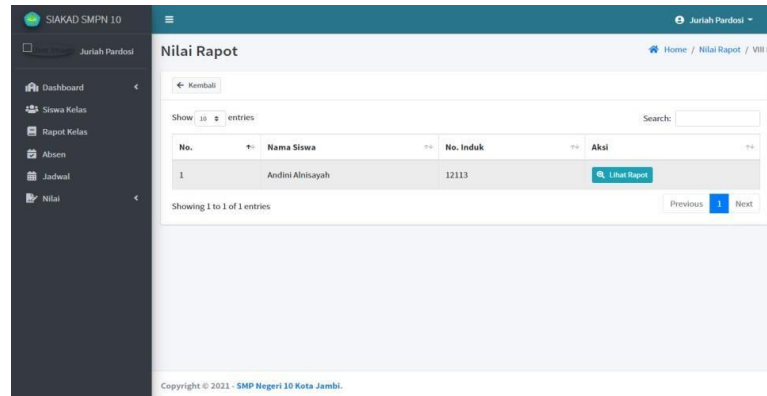 SIAKAD SMPN 10
Juriah Pardosi
Juriah Pardosi
Dashboard
Siswa Kelas
Rapot Kelas
Absen
Jadwal
Nilai
Nilai Rapot
Home / Nilai Rapot / VIII
Kembali
Show 10 entries
Search:
No. Nama Siswa No. Induk Aksi
1 Andini Alnisayah 12113 Lihat Rapot
Showing 1 to 1 of 1 entries
Previous 1 Next
Copyright © 2021 - SMP Negeri 10 Kota Jambi.